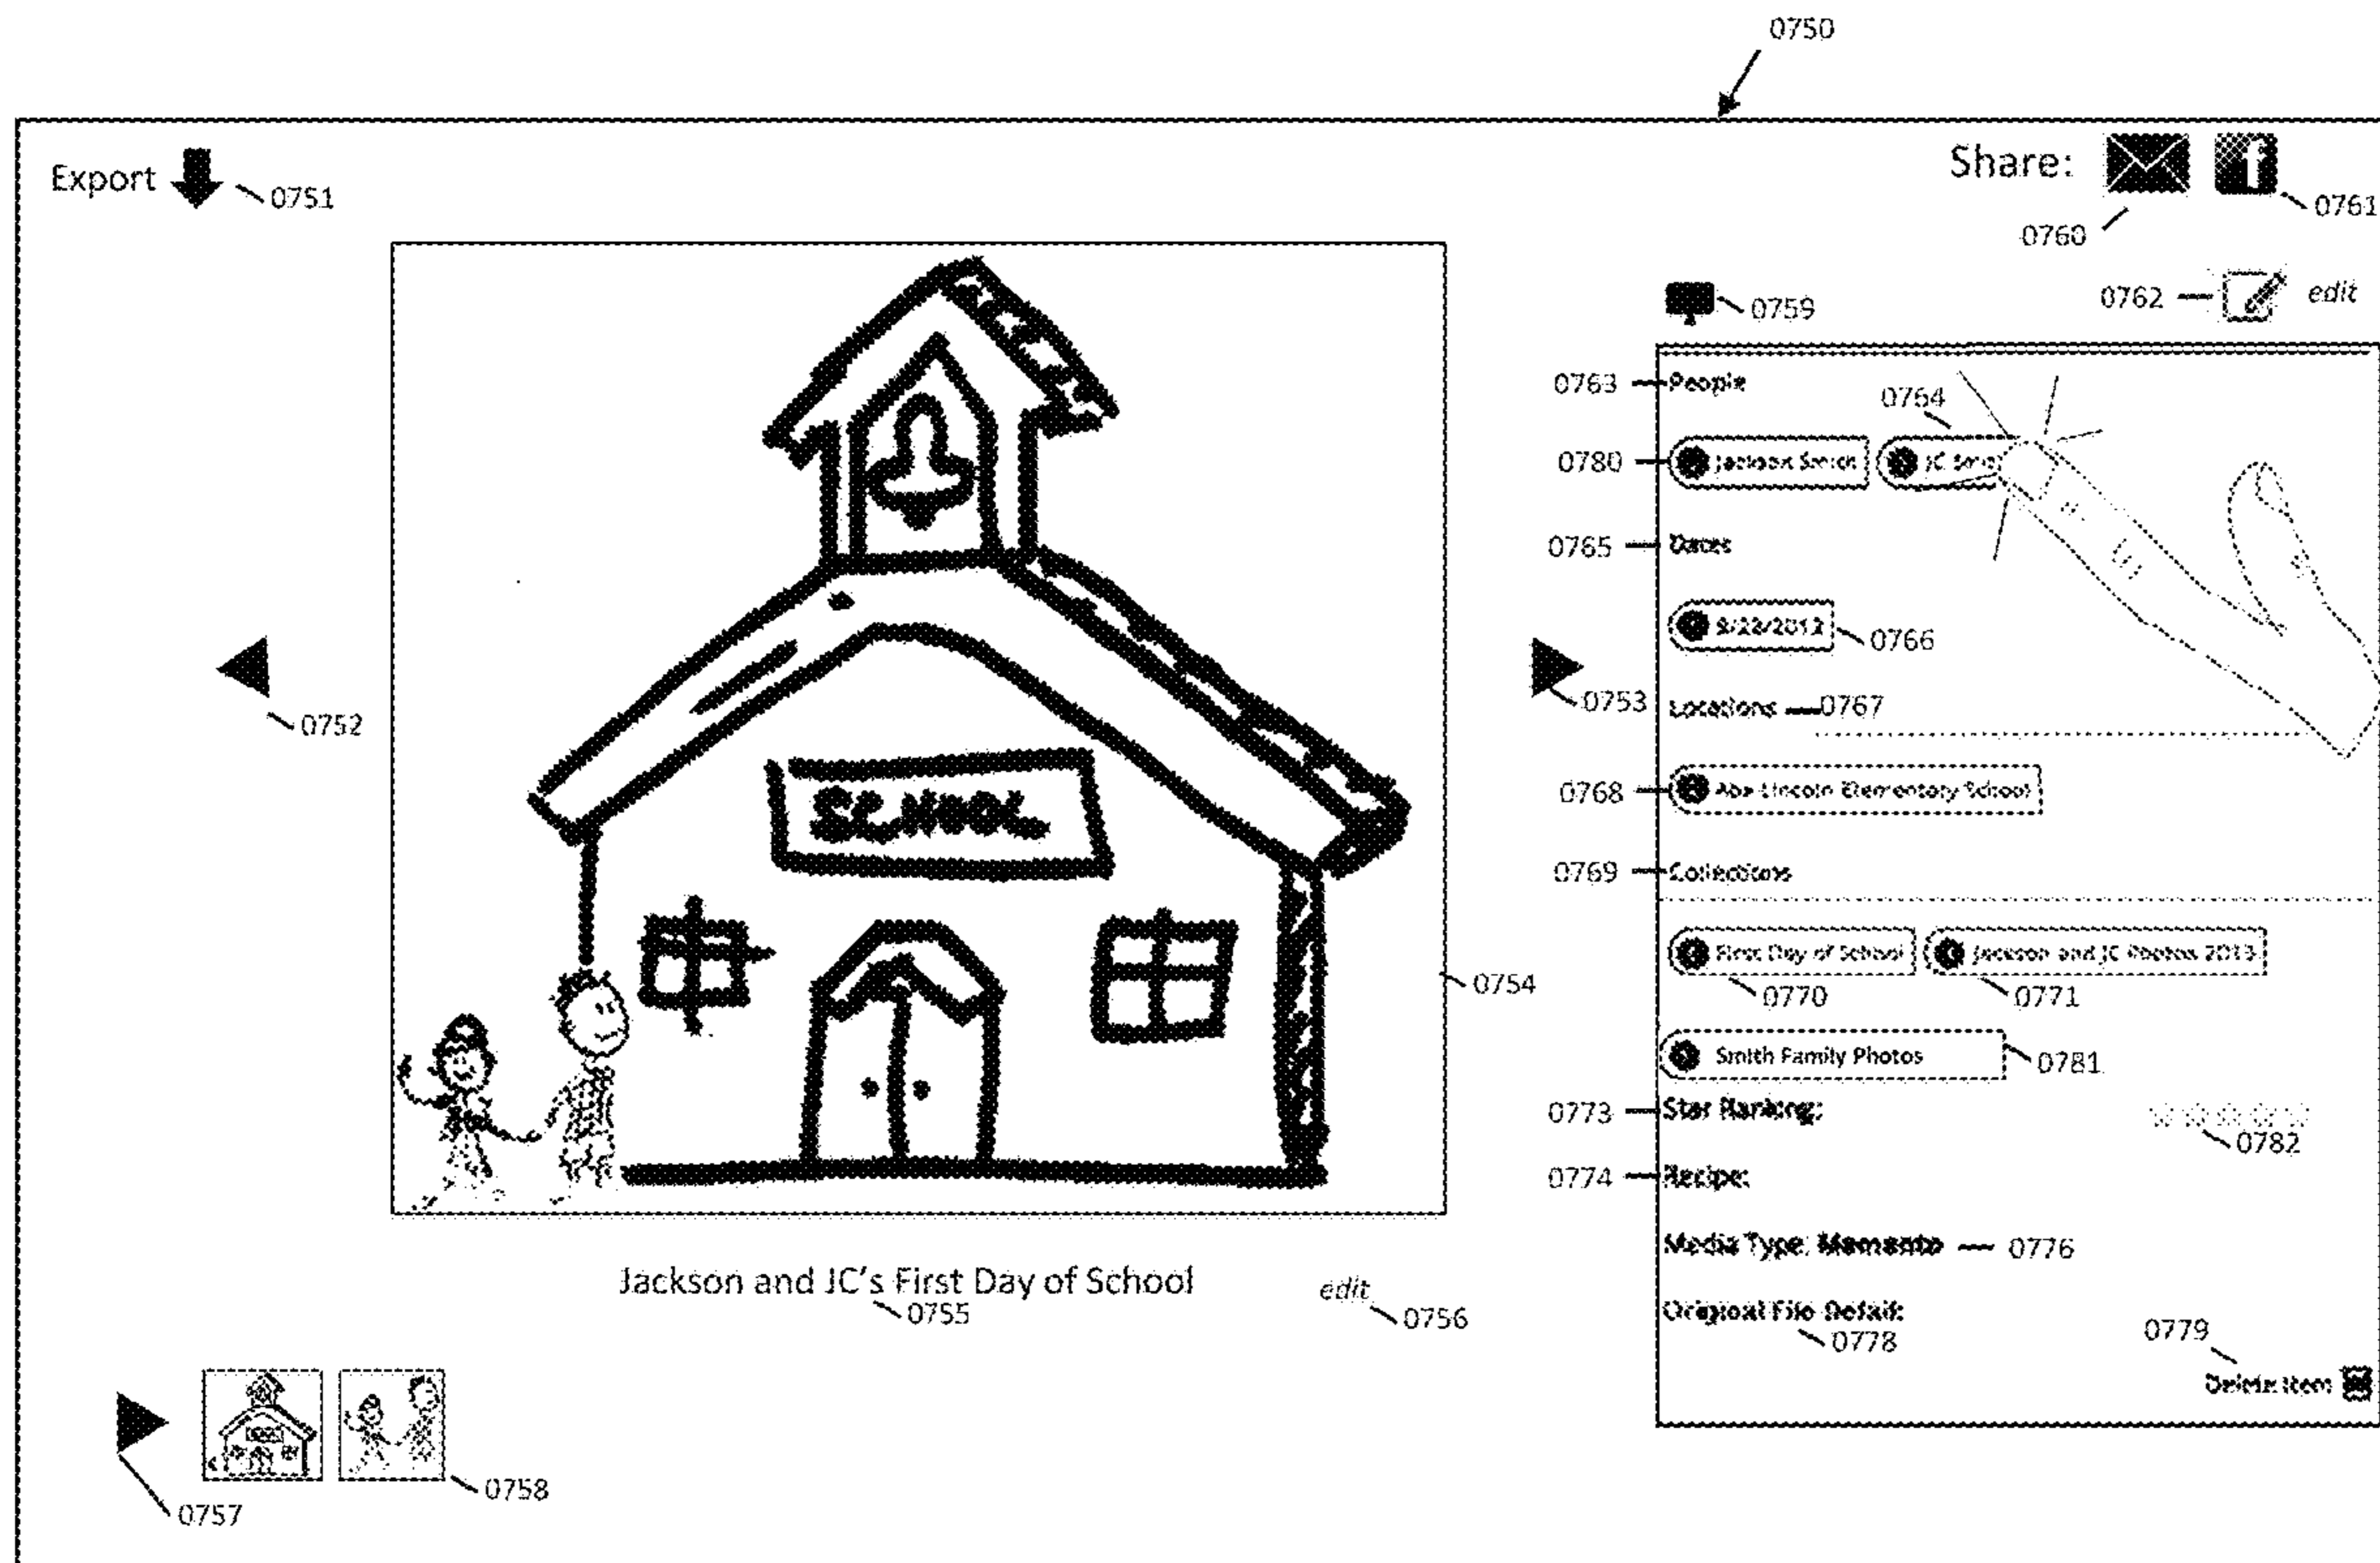 0750
Export
0751
Share:
f
0760
0761
0759
0762
edit
0763
People
0764
0780
Jackson Smith
JC Smi
0765
Dates
0766
0752
0753
Locations
0767
SCHOOL
0768
Abe Lincoln Elementary School
0769
Collections
First Day of School
Jackson and JC Photos 2013
0754
0770
0771
Smith Family Photos
0781
0773
Star Ranking:
0782
0774
Recipe:
Media Type: Memento
0776
Jackson and JC's First Day of School
edit
0755
0756
Original File Detail:
0778
0779
Delete Item
0758
0757